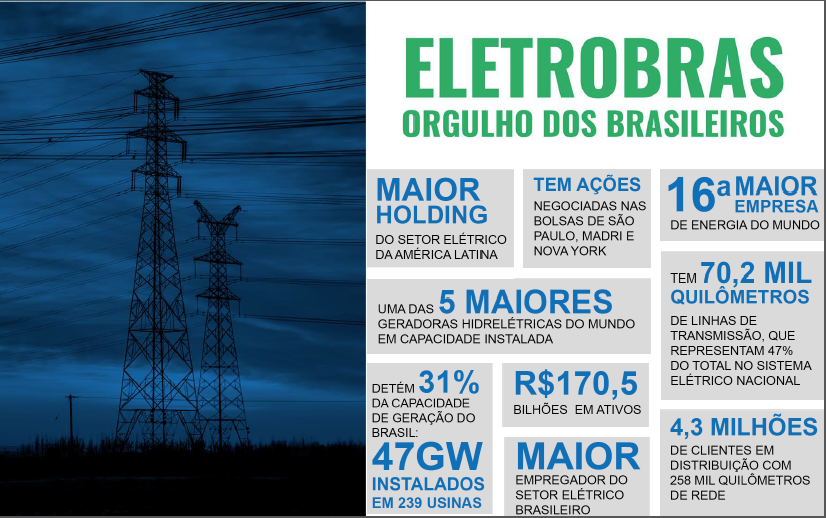 ELETROBRAS
ORGULHO DOS BRASILEIROS
MAIOR
HOLDING
DO SETOR ELÉTRICO
DA AMÉRICA LATINA
TEM AÇÕES
NEGOCIADAS NAS
BOLSAS DE SÃO
PAULO, MADRI E
NOVA YORK
16ª MAIOR
EMPRESA
DE ENERGIA DO MUNDO
UMA DAS 5 MAIORES
GERADORAS HIDRELÉTRICAS DO MUNDO
EM CAPACIDADE INSTALADA
TEM 70,2 MIL
QUILÔMETROS
DE LINHAS DE
TRANSMISSÃO, QUE
REPRESENTAM 47%
DO TOTAL NO SISTEMA
ELÉTRICO NACIONAL
DETÉM 31%
DA CAPACIDADE
DE GERAÇÃO DO
BRASIL:
47GW
INSTALADOS
EM 239 USINAS
R$170,5
BILHÕES EM ATIVOS
MAIOR
EMPREGADOR DO
SETOR ELÉTRICO
BRASILEIRO
4,3 MILHÕES
DE CLIENTES EM
DISTRIBUIÇÃO COM
258 MIL QUILÔMETROS
DE REDE